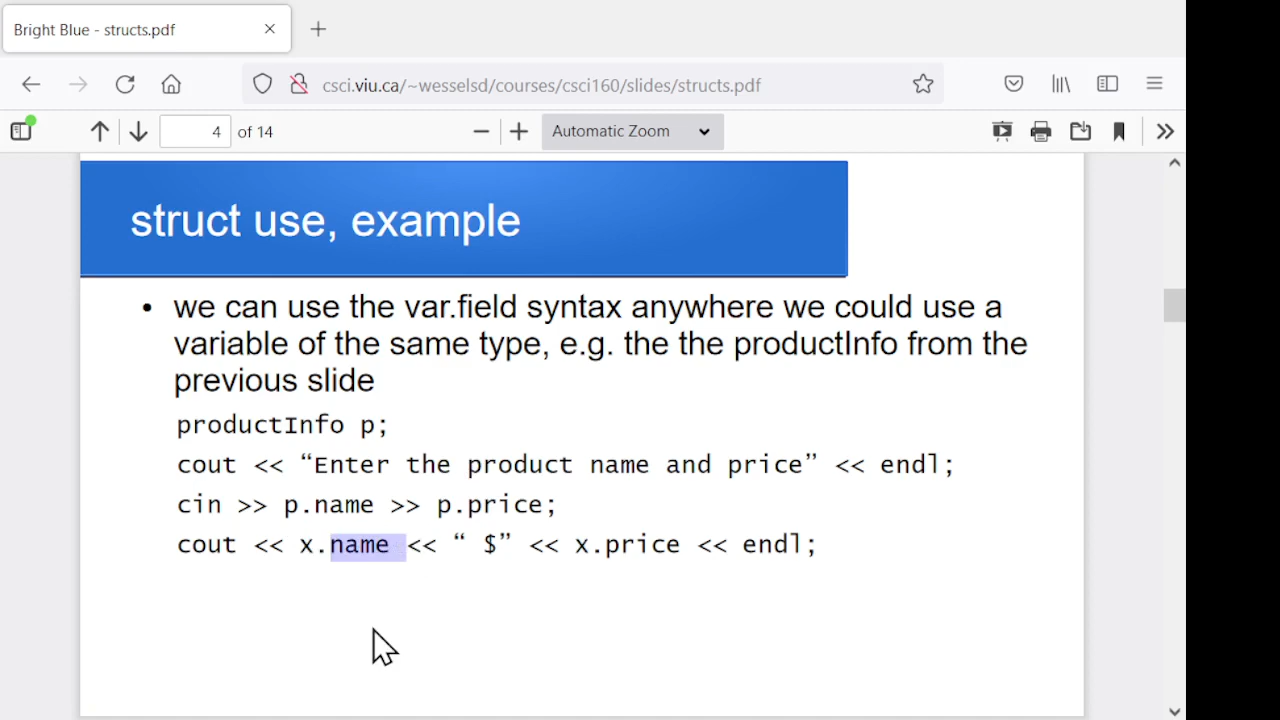 Bright Blue - structs.pdf
csci.viu.ca/~wesselsd/courses/csci160/slides/structs.pdf
4 of 14
Automatic Zoom
struct use, example
• we can use the var.field syntax anywhere we could use a
variable of the same type, e.g. the the productInfo from the
previous slide
productInfo p;
cout << “Enter the product name and price” << endl;
cin >> p.name >> p.price;
cout << x.name << “ $” << x.price << endl;